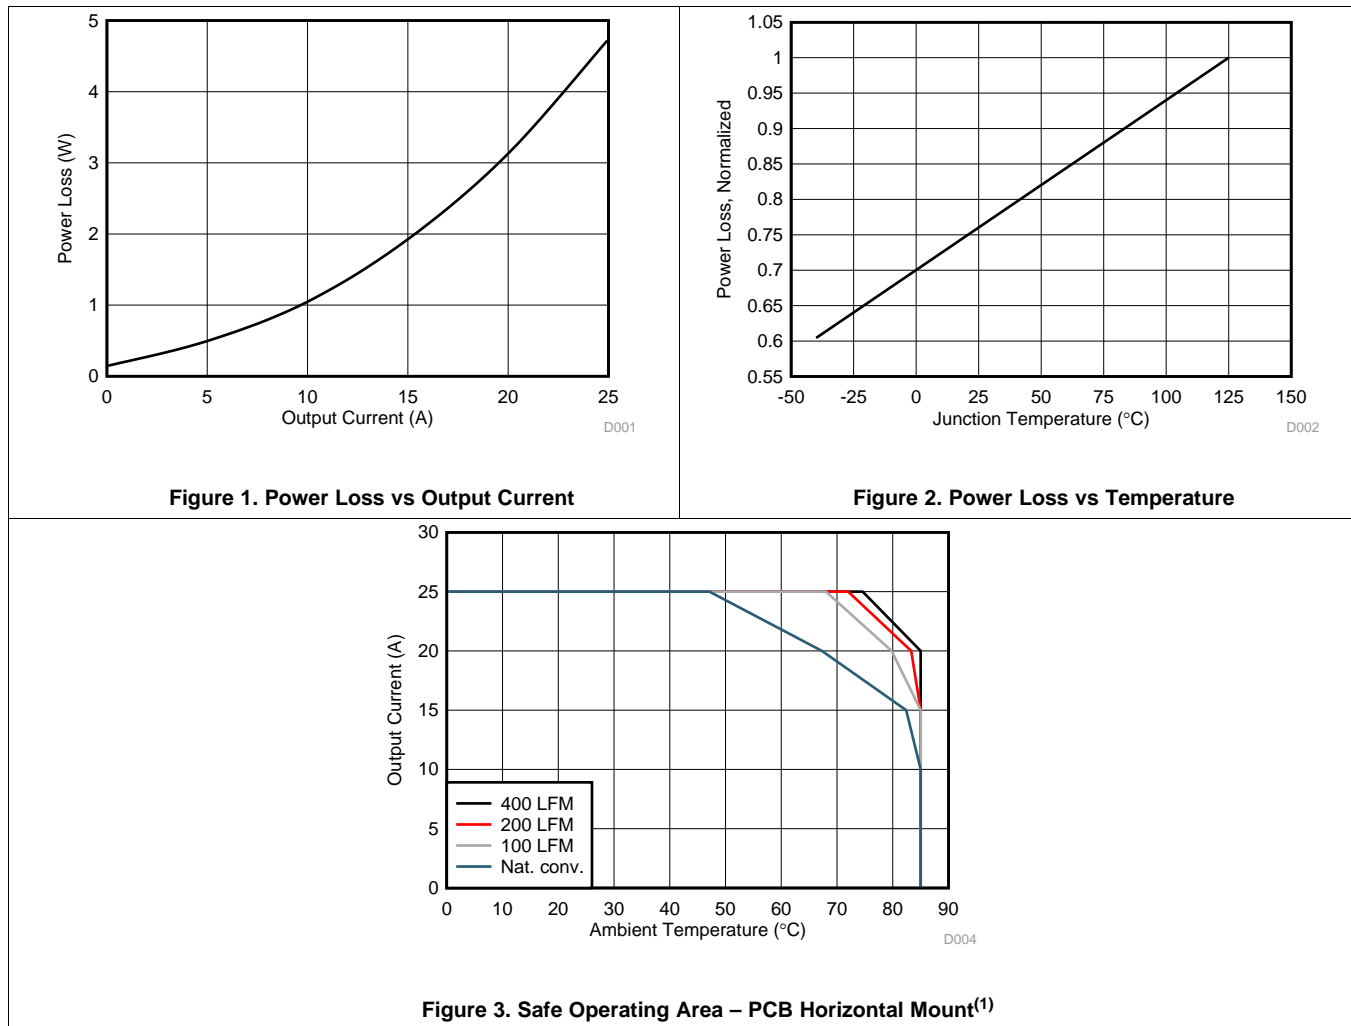 5
4
3
2
1
0
Power Loss (W)
0 5 10 15 20 25
Output Current (A)
D001
Figure 1. Power Loss vs Output Current
1.05
1
0.95
0.9
0.85
0.8
0.75
0.7
0.65
0.6
0.55
Power Loss, Normalized
-50 -25 0 25 50 75 100 125 150
Junction Temperature (°C)
D002
Figure 2. Power Loss vs Temperature
30
25
20
15
10
5
0
Output Current (A)
400 LFM
200 LFM
100 LFM
Nat. conv.
0 10 20 30 40 50 60 70 80 90
Ambient Temperature (°C)
D004
Figure 3. Safe Operating Area – PCB Horizontal Mount(1)